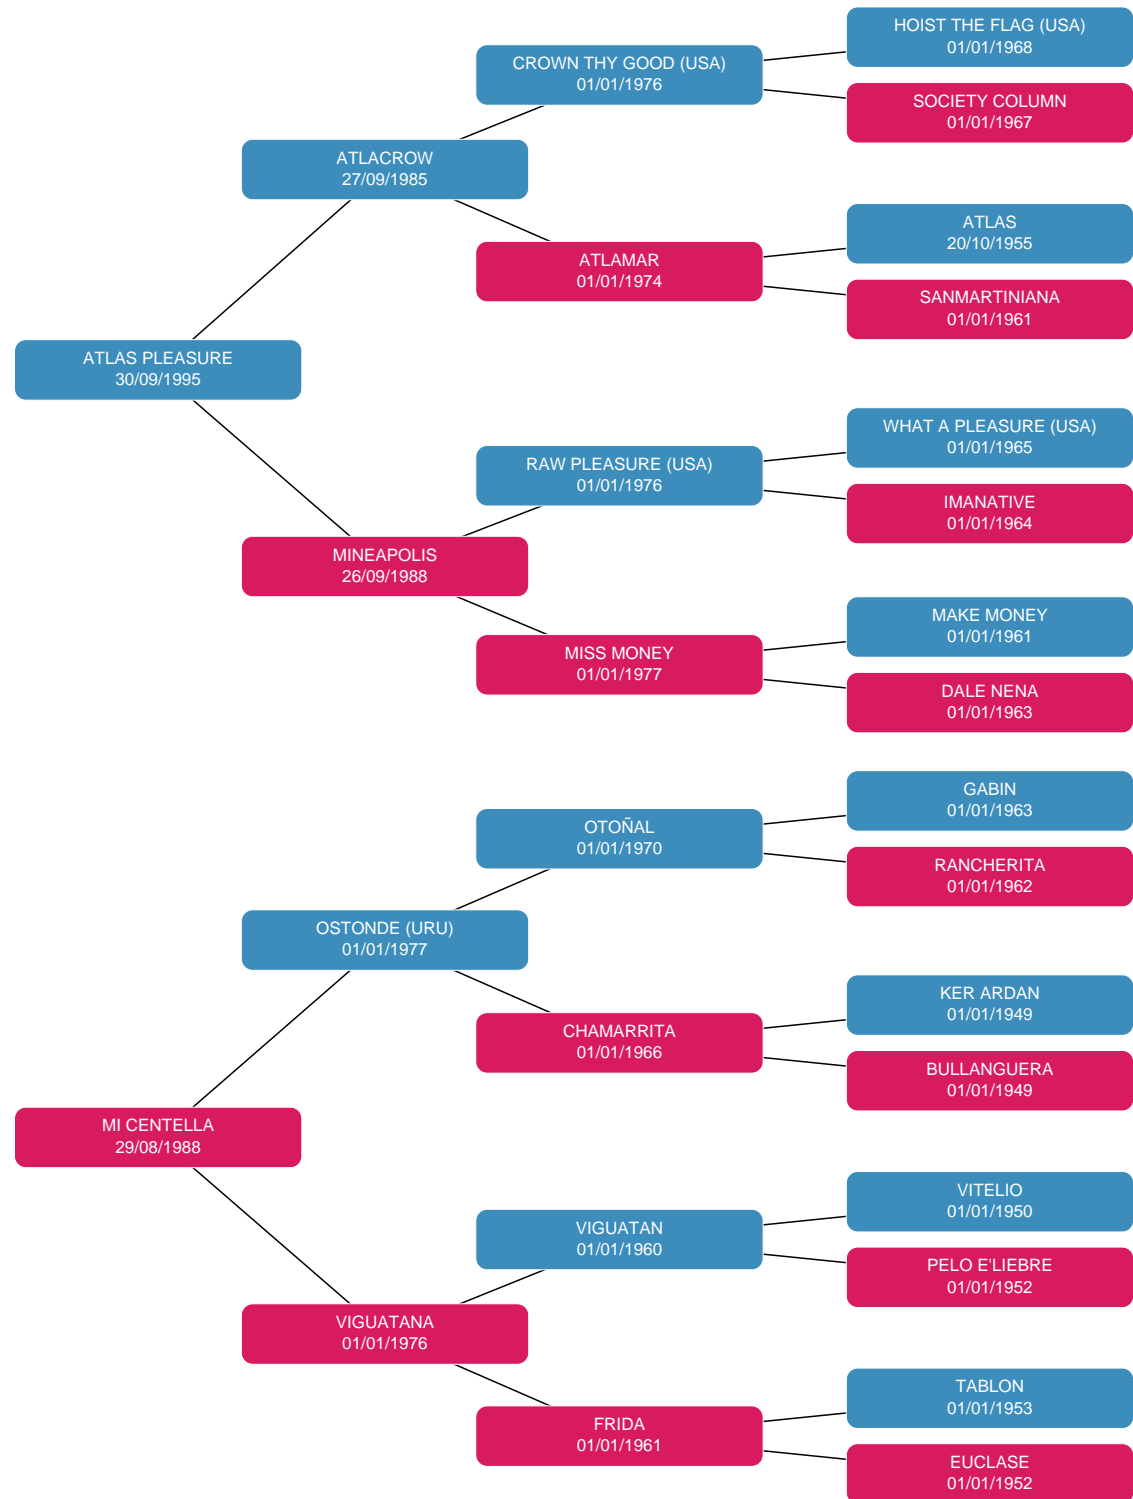 HOIST THE FLAG (USA)
01/01/1968
CROWN THY GOOD (USA)
01/01/1976
SOCIETY COLUMN
01/01/1967
ATLACROW
27/09/1985
ATLAS
20/10/1955
ATLAMAR
01/01/1974
SANMARTINIANA
01/01/1961
ATLAS PLEASURE
30/09/1995
WHAT A PLEASURE (USA)
01/01/1965
RAW PLEASURE (USA)
01/01/1976
IMANATIVE
01/01/1964
MINEAPOLIS
26/09/1988
MAKE MONEY
01/01/1961
MISS MONEY
01/01/1977
DALE NENA
01/01/1963
GABIN
01/01/1963
OTOÑAL
01/01/1970
RANCHERITA
01/01/1962
OSTONDE (URU)
01/01/1977
KER ARDAN
01/01/1949
CHAMARRITA
01/01/1966
BULLANGUERA
01/01/1949
MI CENTELLA
29/08/1988
VITELIO
01/01/1950
VIGUATAN
01/01/1960
PELO E'LIEBRE
01/01/1952
VIGUATANA
01/01/1976
TABLON
01/01/1953
FRIDA
01/01/1961
EUCLASE
01/01/1952